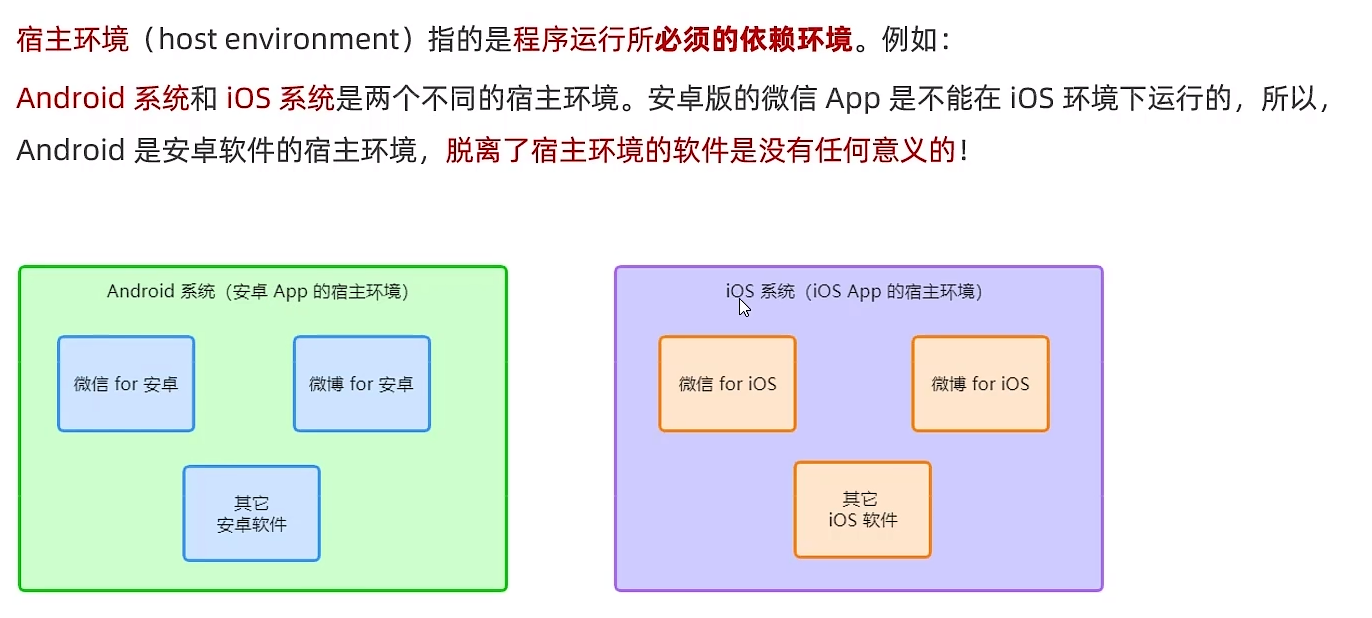 宿主环境（host environment）指的是程序运行所必须的依赖环境。例如：
Android 系统和 iOS 系统是两个不同的宿主环境。安卓版的微信 App 是不能在 iOS 环境下运行的，所以，
Android 是安卓软件的宿主环境，脱离了宿主环境的软件是没有任何意义的！
Android 系统（安卓 App 的宿主环境）
微信 for 安卓
微博 for 安卓
其它
安卓软件
iOS 系统（iOS App 的宿主环境）
微信 for iOS
微博 for iOS
其它
iOS 软件